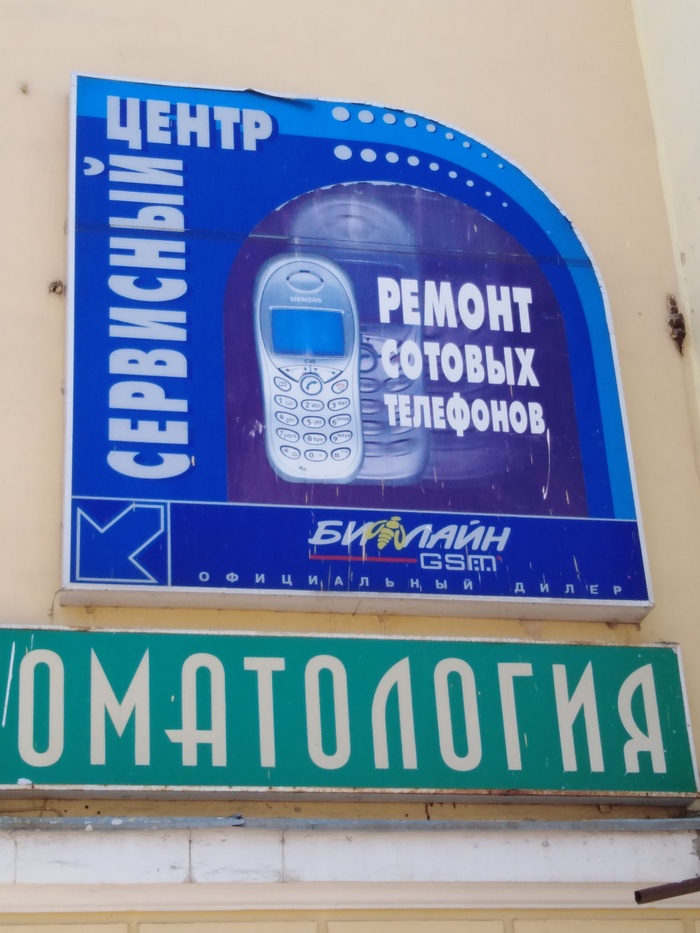 СЕРВИСНЫЙ
ЦЕНТР
SIEMENS
РЕМОНТ
СОТОВЫХ
ТЕЛЕФОНОВ
БИЛАЙН
GSM
ОФИЦИАЛЬНЫЙ ДИЛЕР
ОМАТОЛОГИЯ